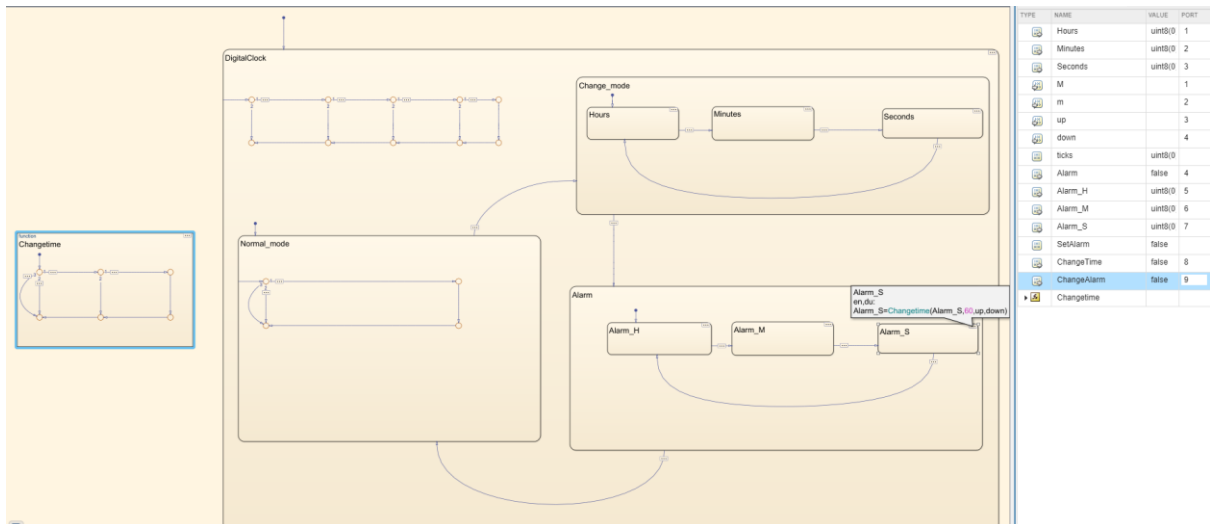 DigitalClock
Change_mode
Hours
Minutes
Seconds
function
Changetime
Normal_mode
Alarm
Alarm_H
Alarm_M
Alarm_S
Alarm_S
en,du:
Alarm_S=Changetime(Alarm_S,60,up,down)
TYPE NAME VALUE PORT
Hours uint8(0 1
Minutes uint8(0 2
Seconds uint8(0 3
M 1
m 2
up 3
down 4
ticks uint8(0
Alarm false 4
Alarm_H uint8(0 5
Alarm_M uint8(0 6
Alarm_S uint8(0 7
SetAlarm false
ChangeTime false 8
ChangeAlarm false 9
Changetime